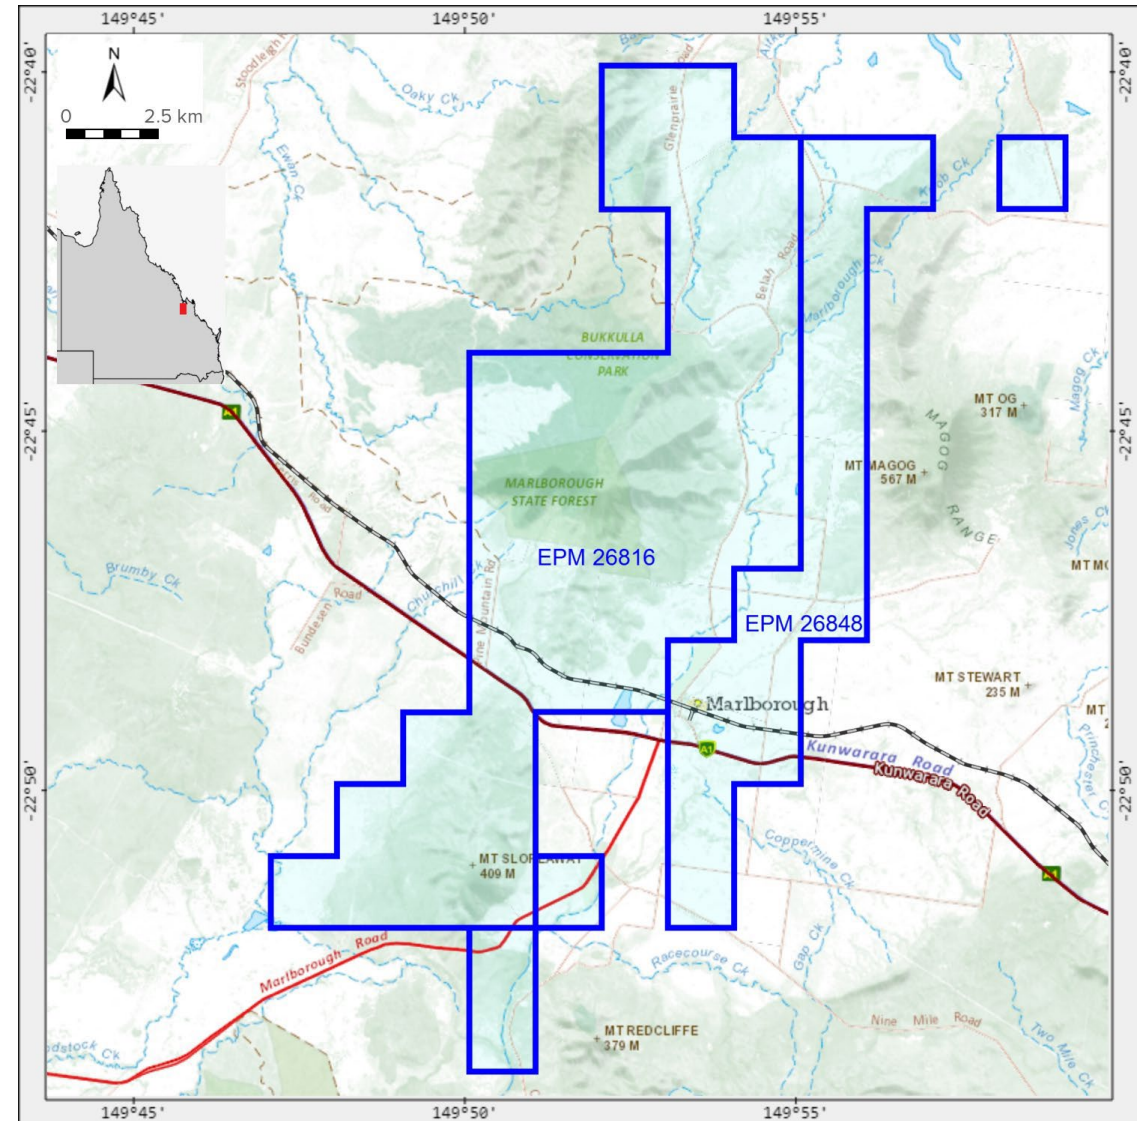 149°45' 149°50' 149°55'
-22°40' -22°40'
N
0 2.5 km
Oaky Ck
Ewan Ck
Glenprairie
Belah Road
Marlborough Ck
BUKKULLA
CONSERVATION
PARK
MT OG
317 M
Magog Ck
-22°45' -22°45'
A1
MAGOG
RANGE
MT MAGOG
567 M
MARLBOROUGH
STATE FOREST
EPM 26816
Jones Ck
Brumby Ck
Churchill Ck
Bundesen Road
EPM 26848
MT STEWART
235 M
Marlborough
A1
Kunwarara Road
Kunwarara Road
-22°50' -22°50'
MT SLOPEAWAY
409 M
Coppermine Ck
Gap Ck
Marlborough Road
Racecourse Ck
MT REDCLIFFE
379 M
Nine Mile Road
Two Mile Ck
149°45' 149°50' 149°55'